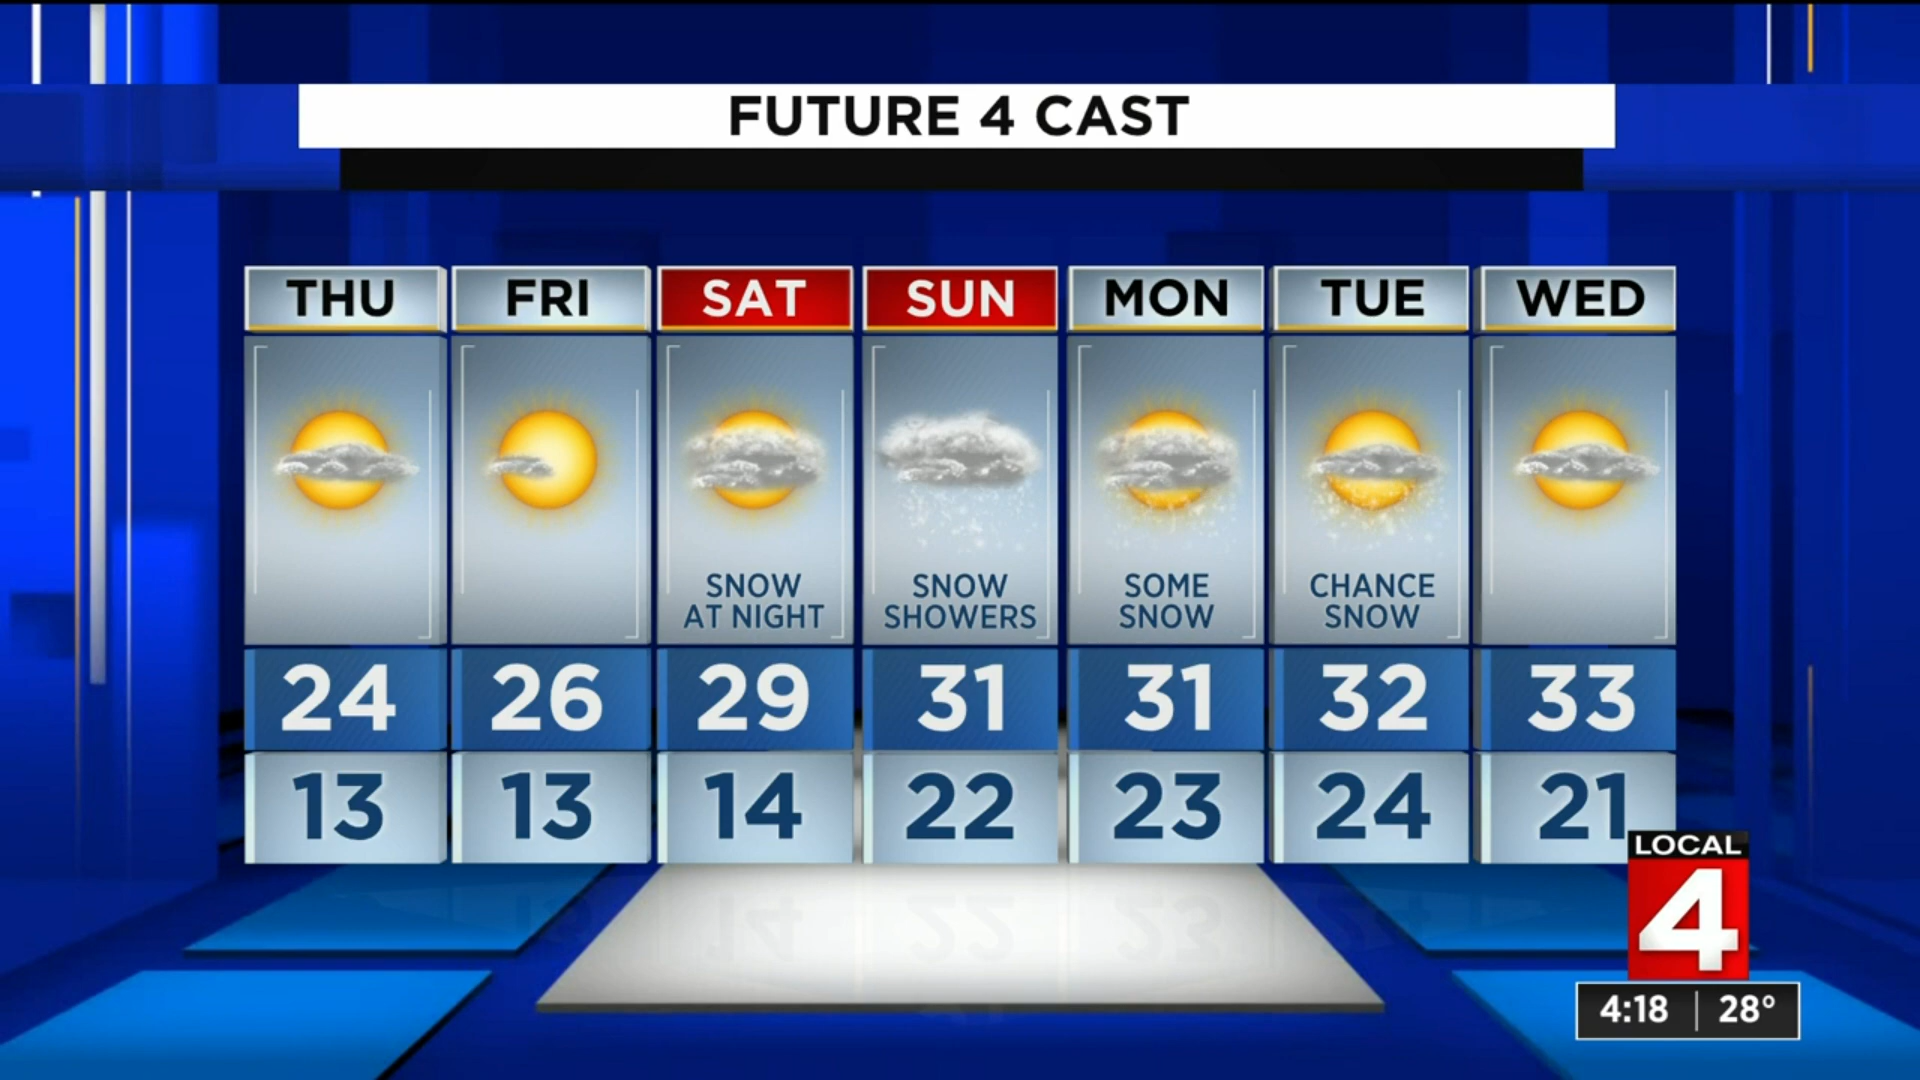 FUTURE 4 CAST
THU FRI SAT SUN MON TUE WED
SNOW AT NIGHT
SNOW SHOWERS
SOME SNOW
CHANCE SNOW
24 26 29 31 31 32 33
13 13 14 22 23 24 21
LOCAL
4
4:18 28°